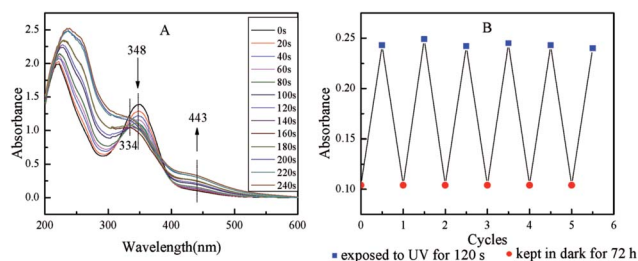 A
B
2.5
2.0
1.5
1.0
0.5
0.0
Absorbance
200
300
400
500
600
Wavelength(nm)
348
334
443
0s
20s
40s
60s
80s
100s
120s
140s
160s
180s
200s
220s
240s
0.25
0.20
0.15
0.10
Absorbance
0
1
2
3
4
5
6
Cycles
exposed to UV for 120 s
kept in dark for 72 h